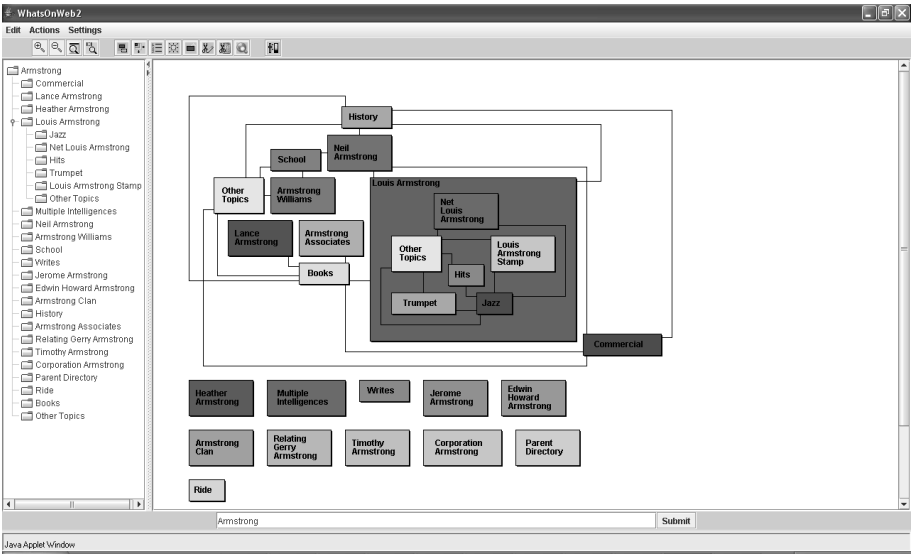 WhatsOnWeb2
Edit Actions Settings
Armstrong
Commercial
Lance Armstrong
Heather Armstrong
Louis Armstrong
Jazz
Net Louis Armstrong
Hits
Trumpet
Louis Armstrong Stamp
Other Topics
Multiple Intelligences
Neil Armstrong
Armstrong Williams
School
Writes
Jerome Armstrong
Edwin Howard Armstrong
Armstrong Clan
History
Armstrong Associates
Relating Gerry Armstrong
Timothy Armstrong
Corporation Armstrong
Parent Directory
Ride
Books
Other Topics
History
Neil
Armstrong
School
Other
Topics
Armstrong
Williams
Louis Armstrong
Net
Louis
Armstrong
Lance
Armstrong
Armstrong
Associates
Other
Topics
Louis
Armstrong
Stamp
Books
Hits
Trumpet
Jazz
Commercial
Heather
Armstrong
Multiple
Intelligences
Writes
Jerome
Armstrong
Edwin
Howard
Armstrong
Armstrong
Clan
Relating
Gerry
Armstrong
Timothy
Armstrong
Corporation
Armstrong
Parent
Directory
Ride
Armstrong
Submit
Java Applet Window